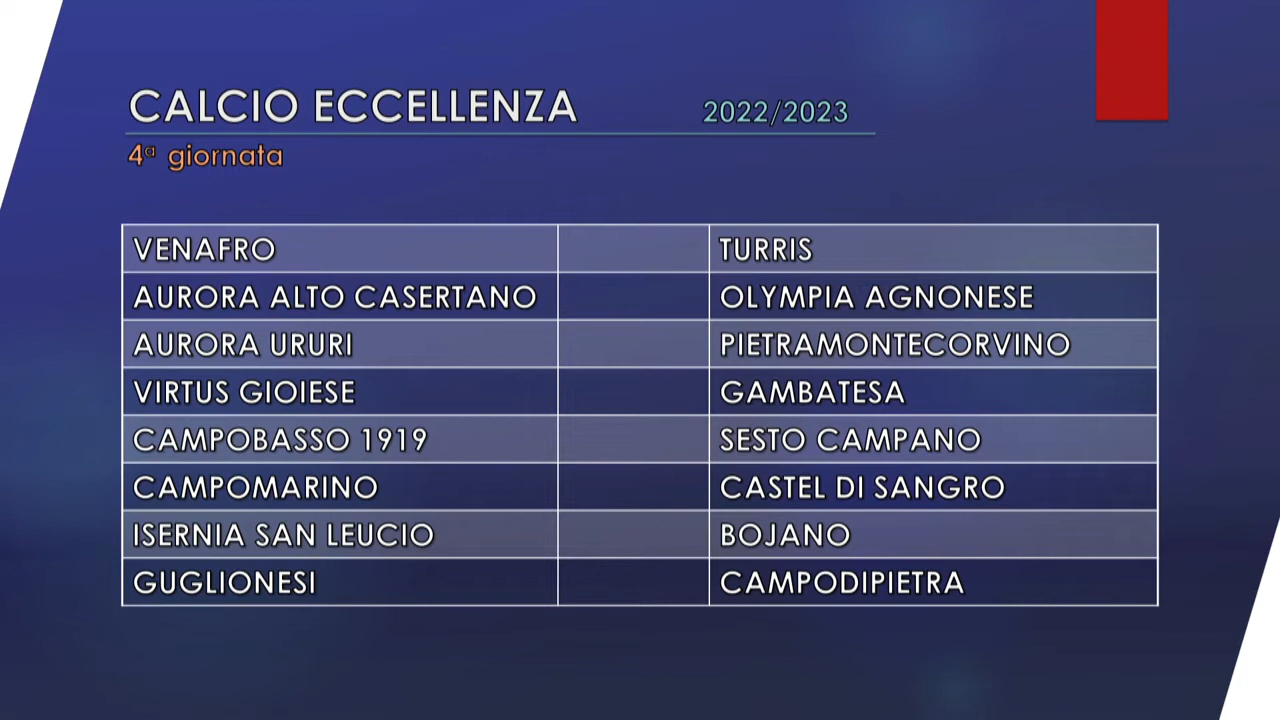 CALCIO ECCELLENZA 2022/2023
4ª giornata
VENAFRO TURRIS
AURORA ALTO CASERTANO OLYMPIA AGNONESE
AURORA URURI PIETRAMONTECORVINO
VIRTUS GIOIESE GAMBATESA
CAMPOBASSO 1919 SESTO CAMPANO
CAMPOMARINO CASTEL DI SANGRO
ISERNIA SAN LEUCIO BOJANO
GUGLIONESI CAMPODIPIETRA